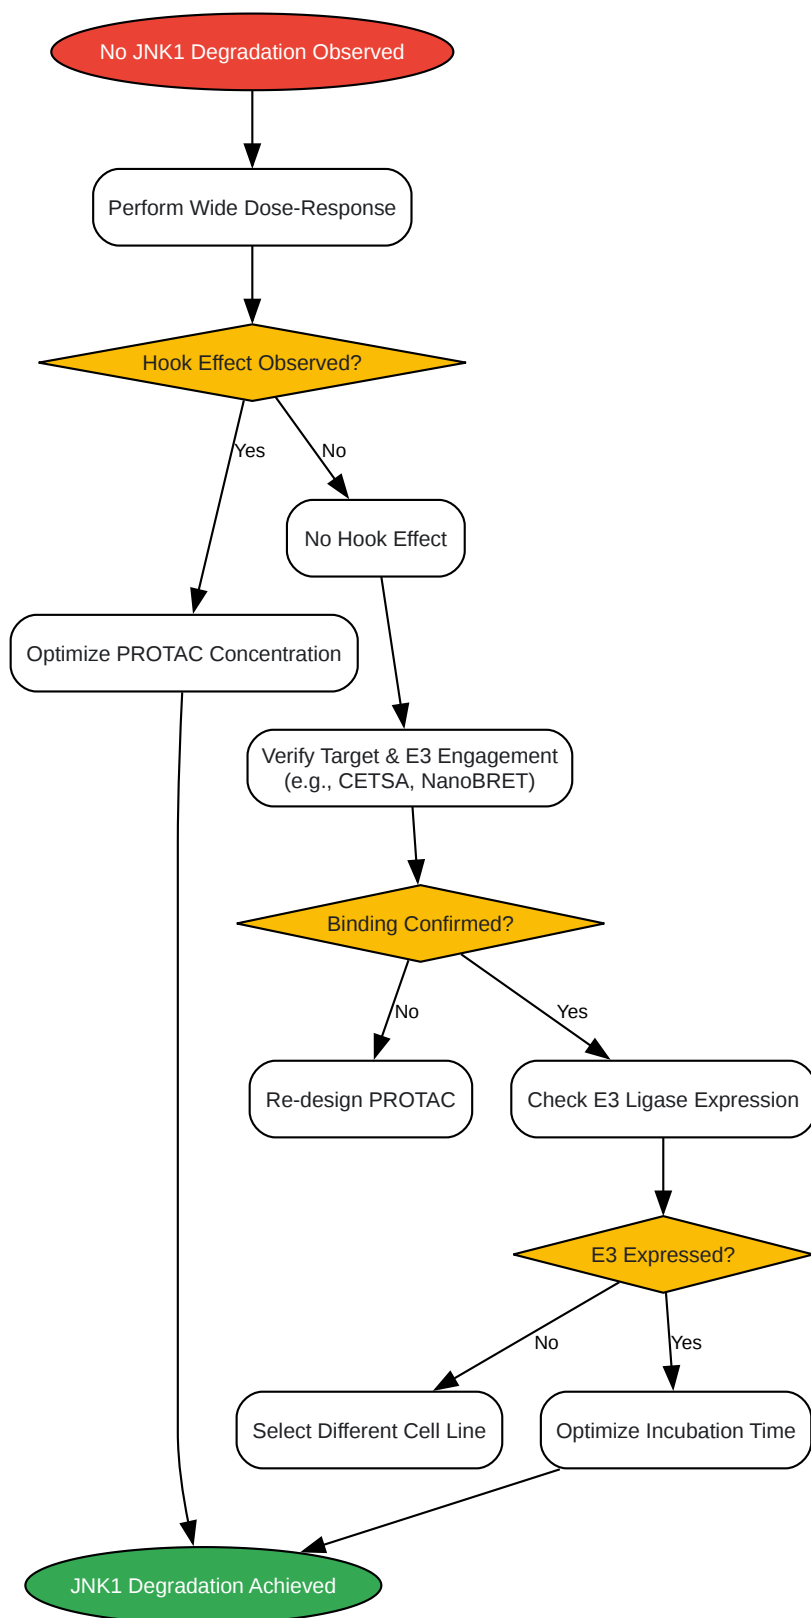 No JNK1 Degradation Observed
Perform Wide Dose-Response
Hook Effect Observed?
Yes
No
No Hook Effect
Optimize PROTAC Concentration
Verify Target & E3 Engagement
(e.g., CETSA, NanoBRET)
Binding Confirmed?
No
Yes
Re-design PROTAC
Check E3 Ligase Expression
E3 Expressed?
No
Yes
Select Different Cell Line
Optimize Incubation Time
JNK1 Degradation Achieved